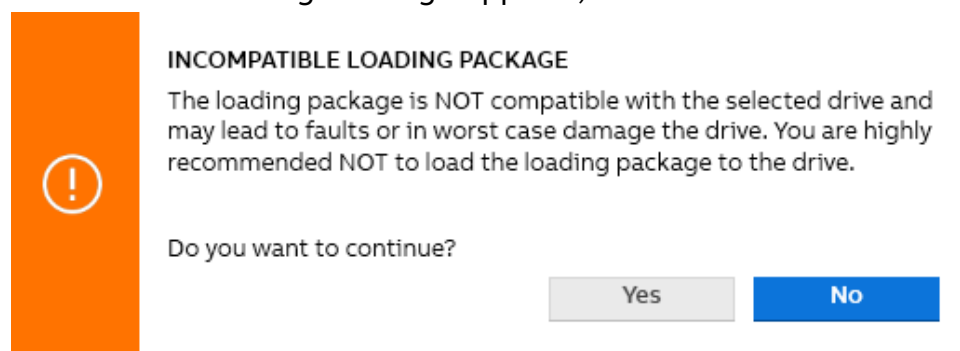 INCOMPATIBLE LOADING PACKAGE
The loading package is NOT compatible with the selected drive and
may lead to faults or in worst case damage the drive. You are highly
recommended NOT to load the loading package to the drive.
Do you want to continue?
Yes No